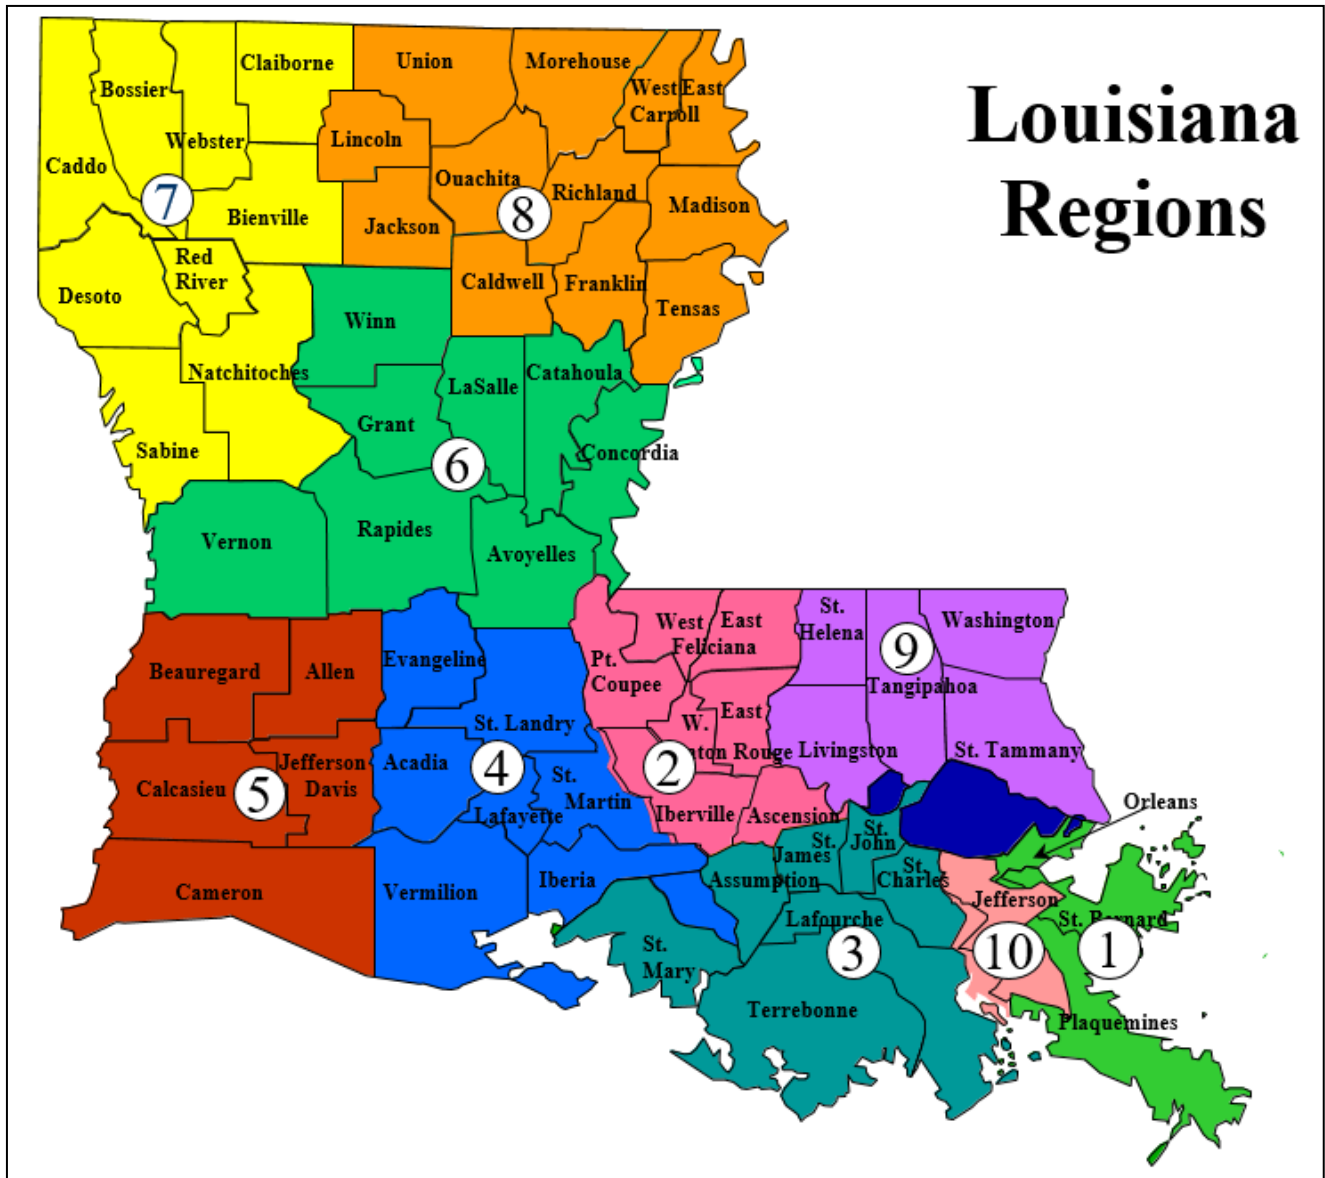 Louisiana
Regions
Claiborne
Union
Morehouse
Bossier
West East
Carroll
Webster
Lincoln
Caddo
Ouachita
Richland
7
8
Madison
Bienville
Jackson
Red
River
Desoto
Caldwell
Franklin
Tensas
Winn
Natchitoches
LaSalle
Catahoula
Grant
Sabine
6
Concordia
Vernon
Rapides
Avoyelles
St.
Helena
Washington
West
East
Feliciana
9
Beauregard
Allen
Evangeline
Pt.
Coupee
Tangipahoa
St. Landry
W.
East
ton Rouge
Livingston
St. Tammany
Acadia
4
2
Jefferson
Davis
Calcasieu
5
St.
Martin
Lafayette
Iberville
Ascension
Orleans
St.
James
St.
John
St.
Charles
Assumption
Cameron
Vermilion
Iberia
Jefferson
Lafourche
St. Bernard
St.
Mary
3
10
1
Terrebonne
Plaquemines